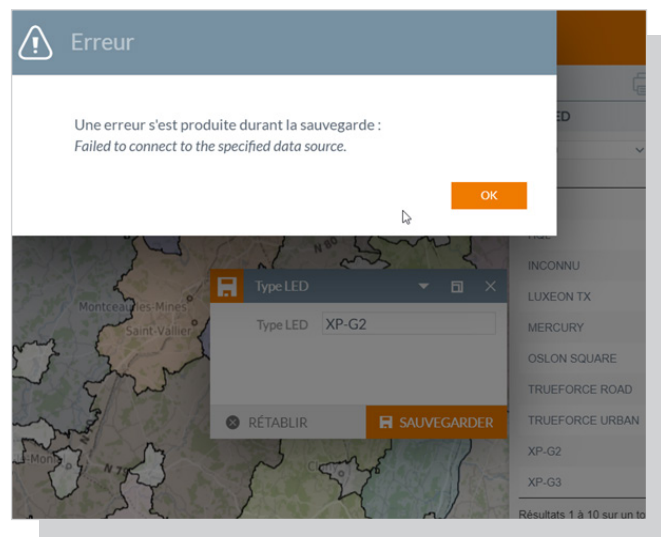 Erreur
Une erreur s'est produite durant la sauvegarde :
Failed to connect to the specified data source.
OK
N 80
Montceau-les-Mines
Saint-Vallier
Type LED
Type LED XP-G2
RÉTABLIR
SAUVEGARDER
INCONNU
LUXEON TX
MERCURY
OSLON SQUARE
TRUEFORCE ROAD
TRUEFORCE URBAN
XP-G2
XP-G3
Résultats 1 à 10 sur un to